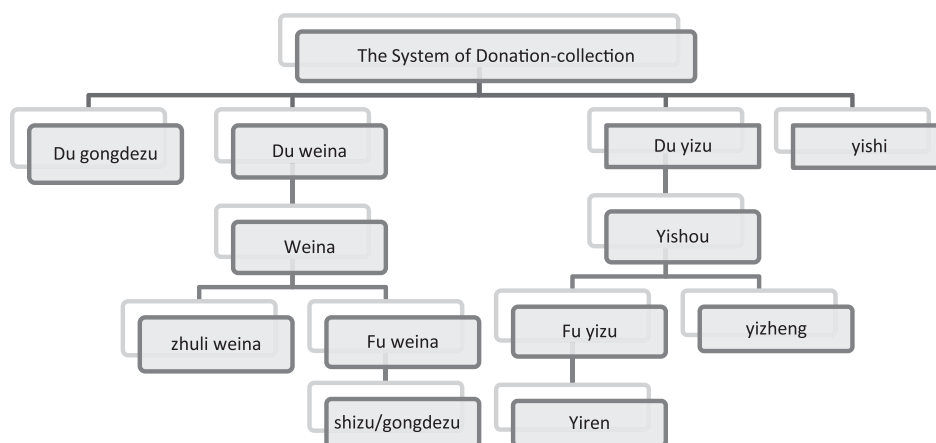 The System of Donation-collection
Du gongdezu
Du weina
Du yizu
yishi
Weina
Yishou
zhuli weina
Fu weina
Fu yizu
yizheng
shizu/gongdezu
Yiren